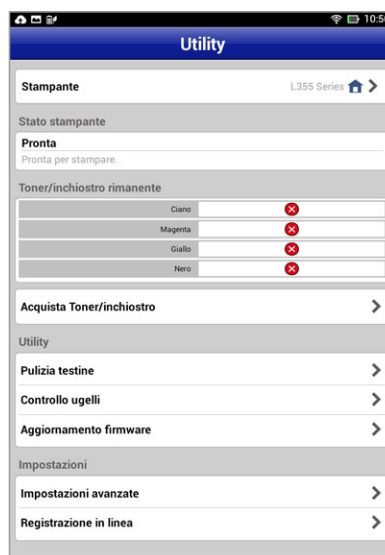 10:50
Utility
Stampante L355 Series
Stato stampante
Pronta
Pronta per stampare.
Toner/inchiostro rimanente
Ciano
Magenta
Giallo
Nero
Acquista Toner/inchiostro
Utility
Pulizia testine
Controllo ugelli
Aggiornamento firmware
Impostazioni
Impostazioni avanzate
Registrazione in linea